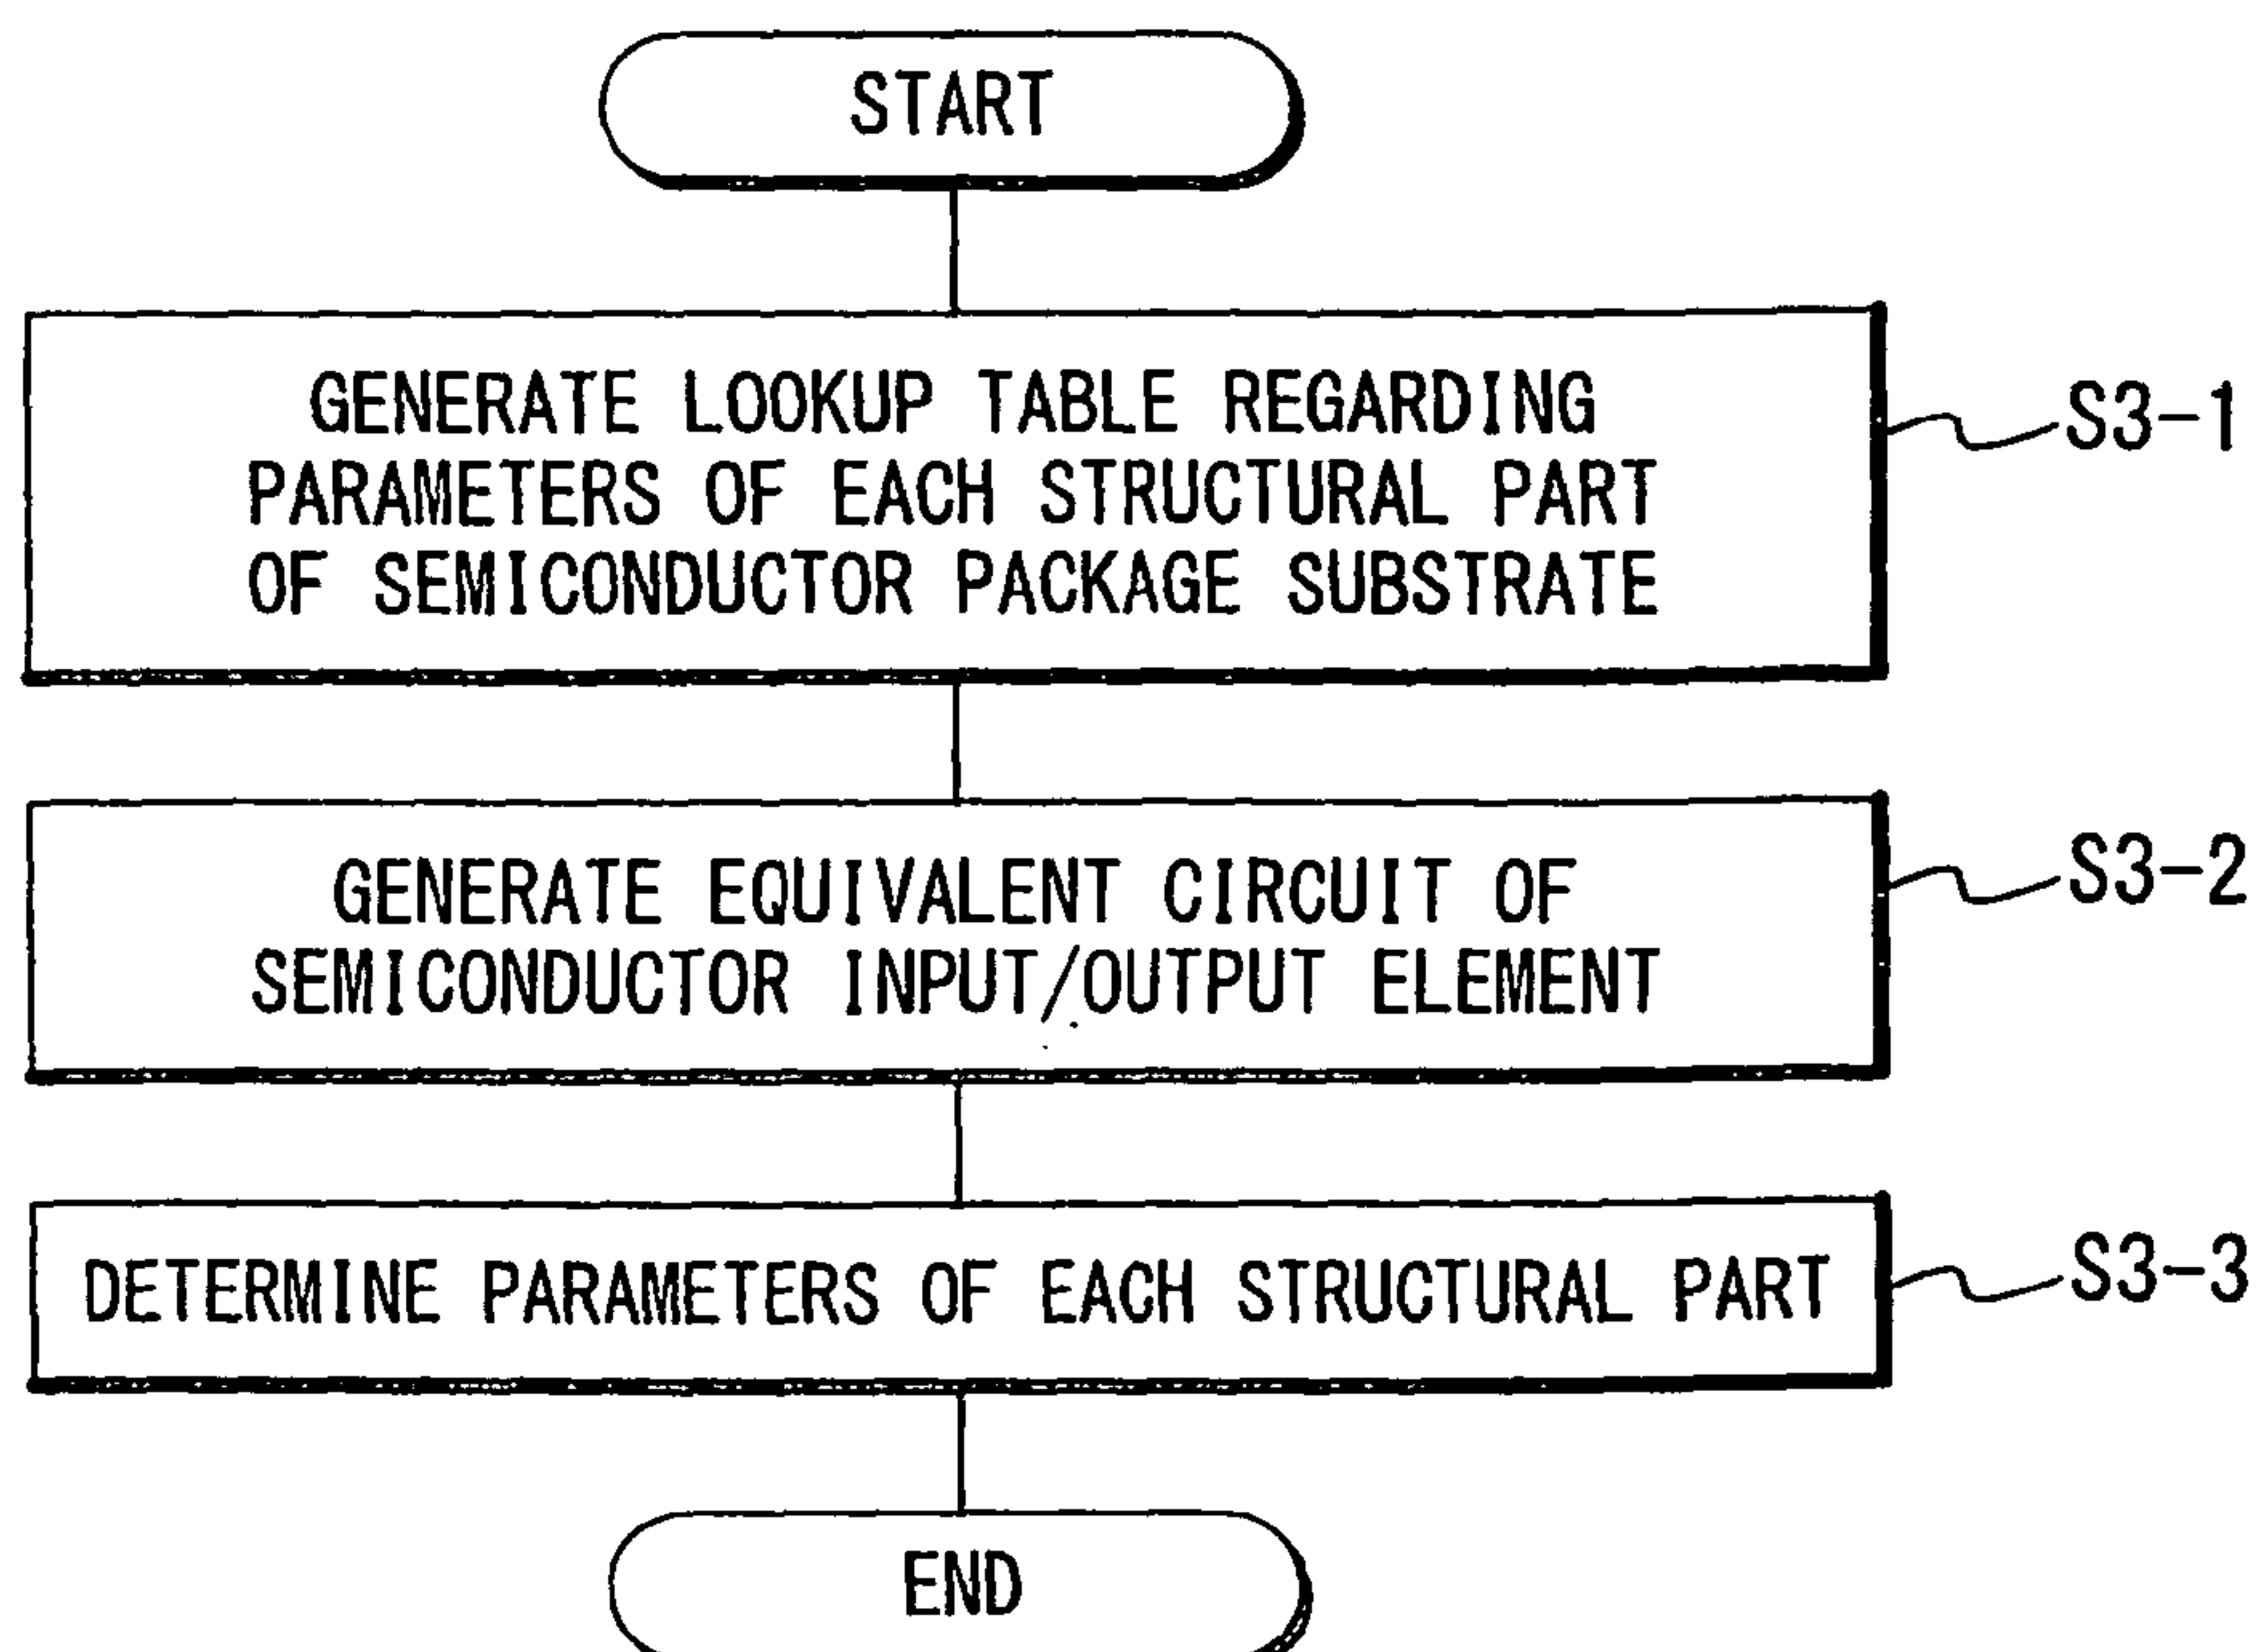 START
GENERATE LOOKUP TABLE REGARDING
PARAMETERS OF EACH STRUCTURAL PART
OF SEMICONDUCTOR PACKAGE SUBSTRATE
S3-1
GENERATE EQUIVALENT CIRCUIT OF
SEMICONDUCTOR INPUT/OUTPUT ELEMENT
S3-2
DETERMINE PARAMETERS OF EACH STRUCTURAL PART
S3-3
END